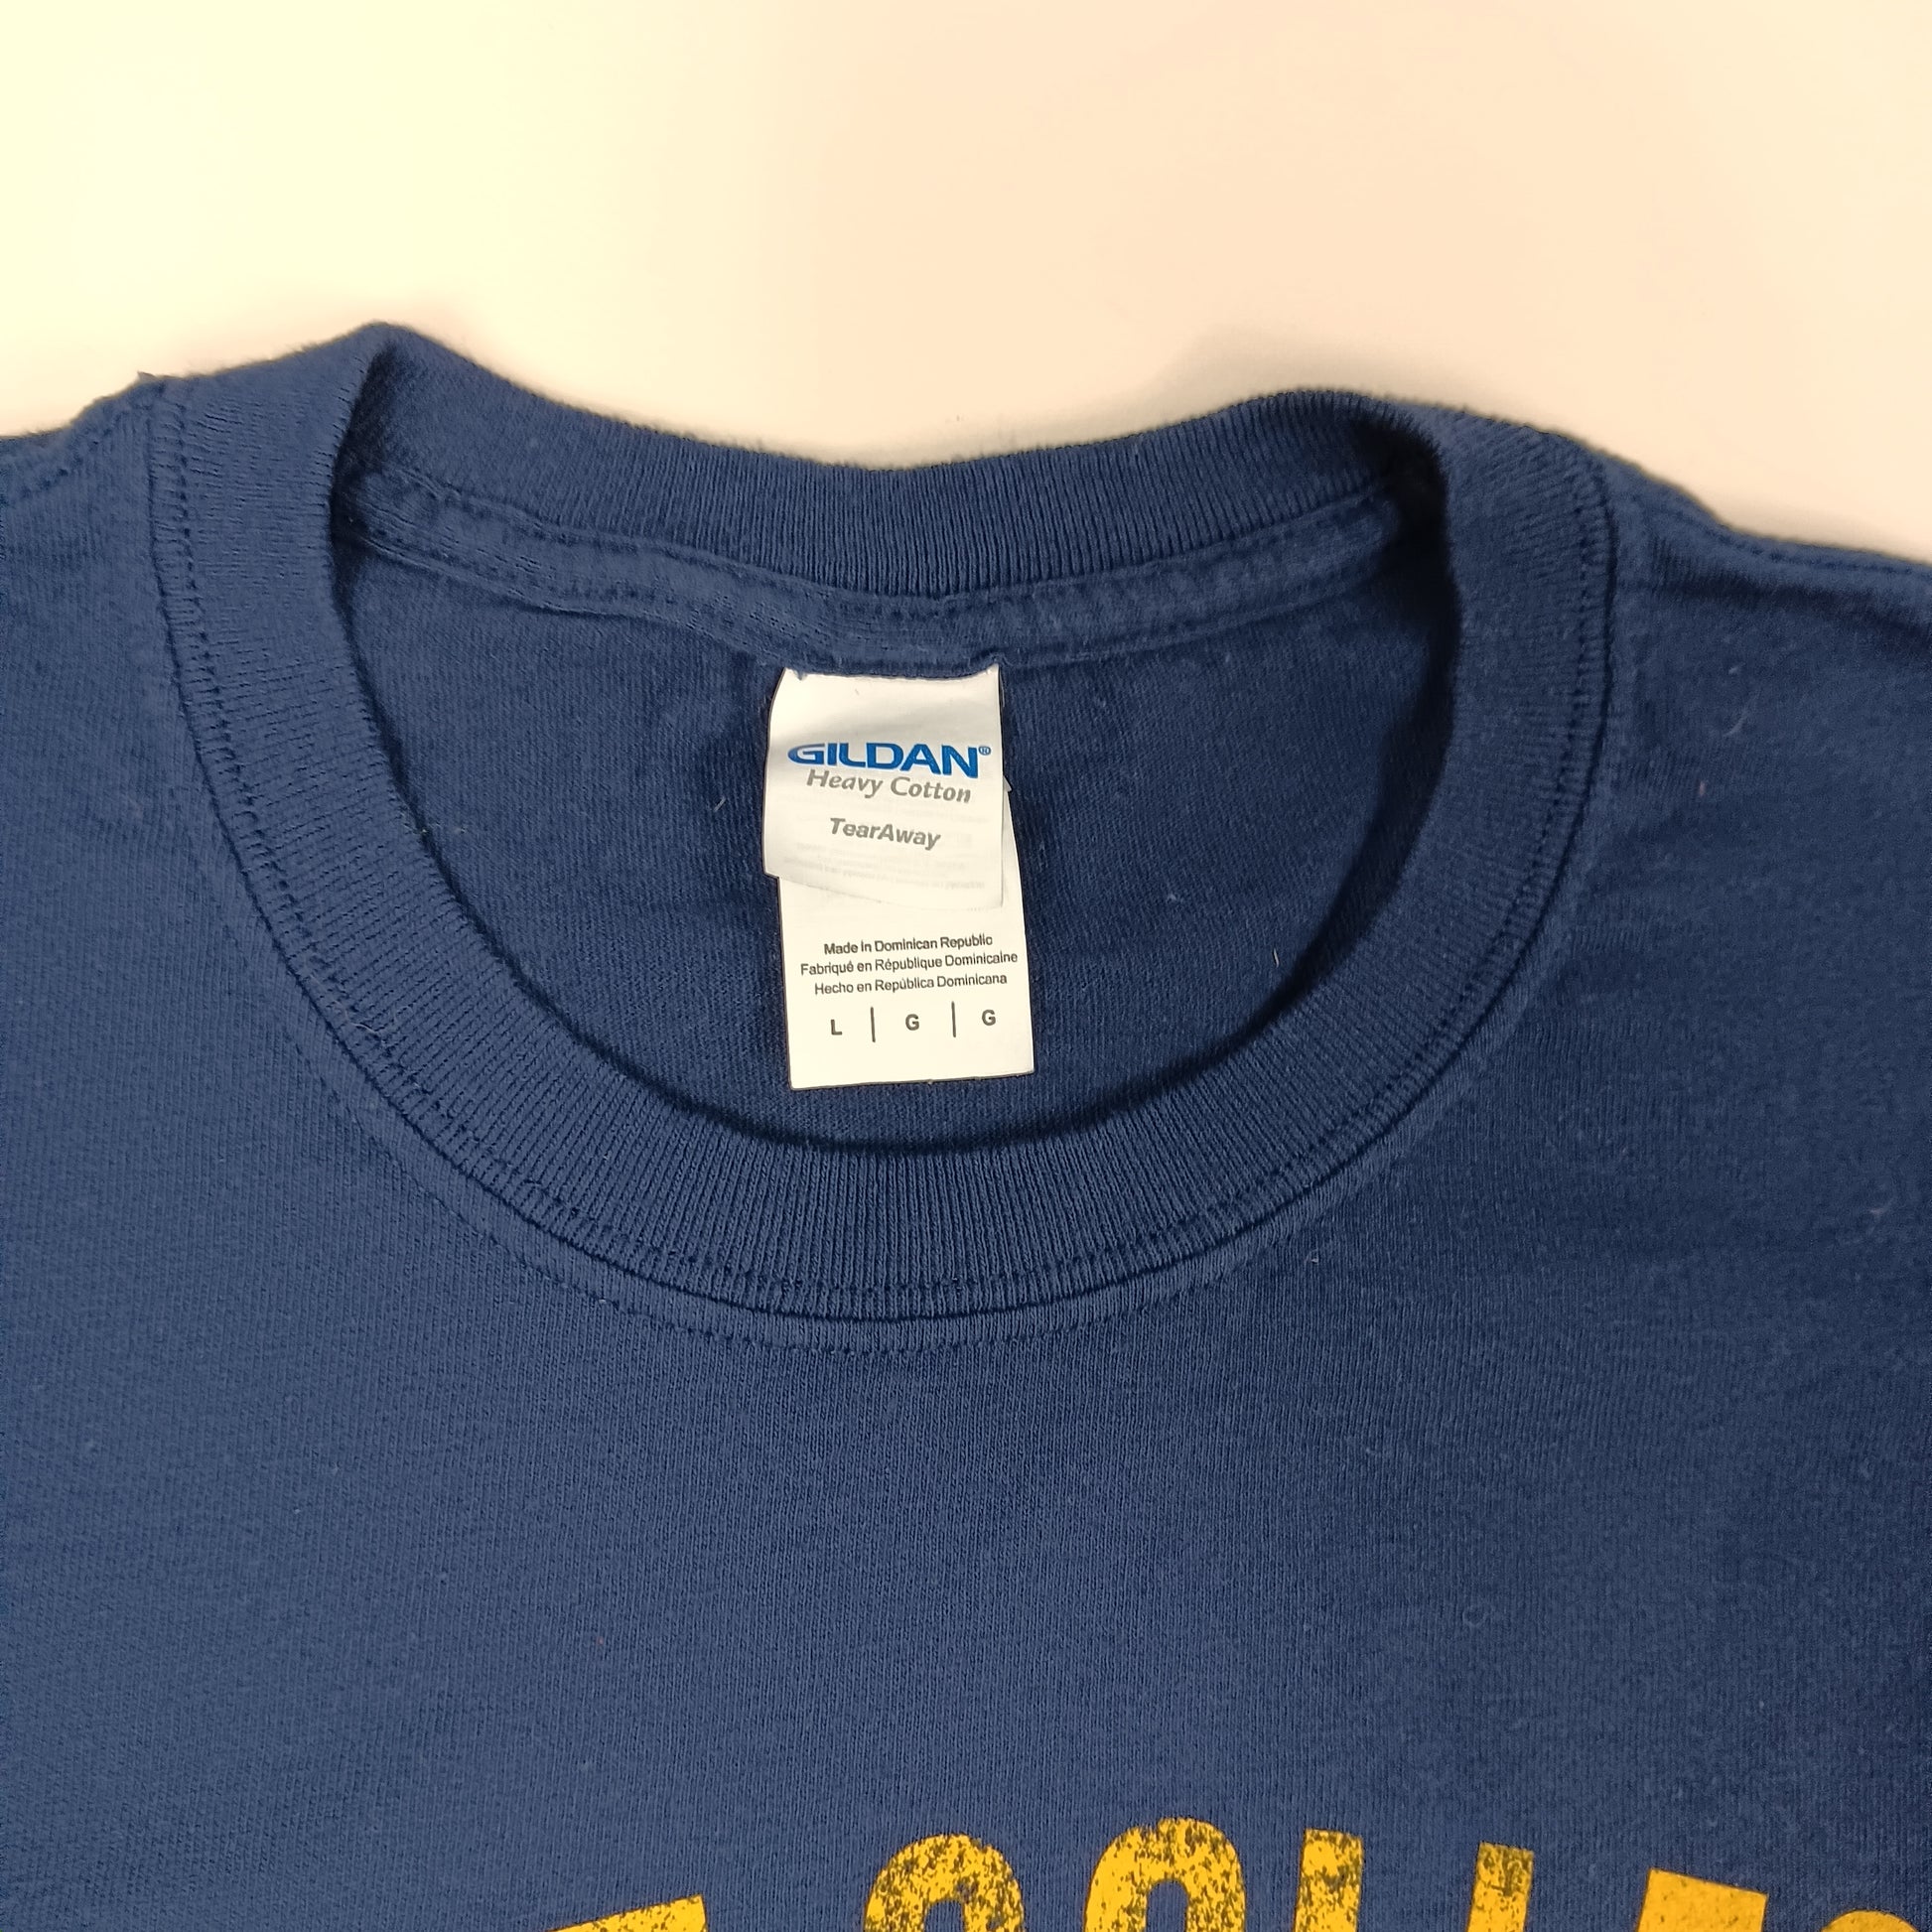 GILDAN®
Heavy Cotton
TearAway
Made in Dominican Republic
Fabriqué en République Dominicaine
Hecho en República Dominicana
L | G | G